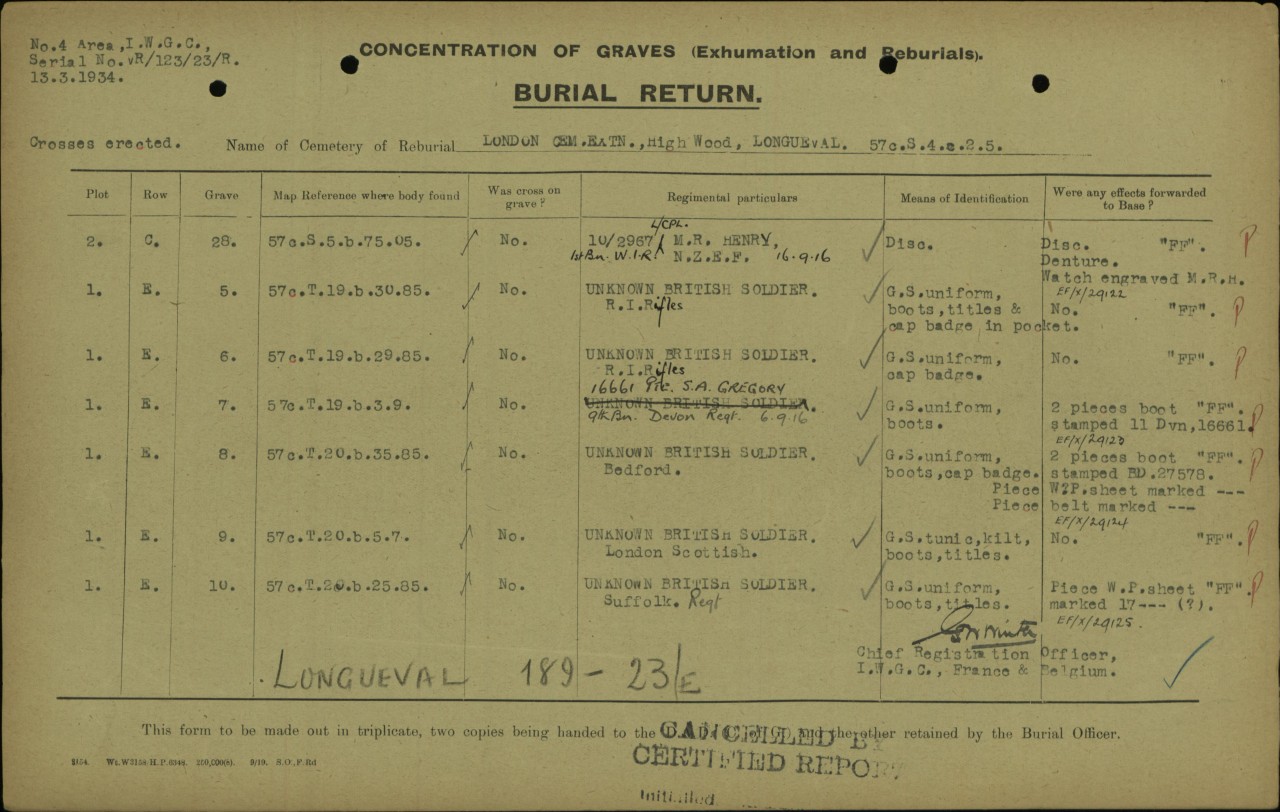 No.4 Area,I.W.G.C.,
Serial No.VR/123/23/R.
13.3.1934.
CONCENTRATION OF GRAVES (Exhumation and Reburials).
BURIAL RETURN.
Crosses erected. Name of Cemetery of Reburial LONDON CEM.EXTN.,High Wood, LONGUEVAL. 57c.S.4.a.2.5.
Plot Row Grave Map Reference where body found Was cross on grave? Regimental particulars Means of Identification Were any effects forwarded to Base?
L/CPL.
2. C. 28. 57c.S.5.b.75.05. No. 10/2967 M.R. HENRY, Disc. Disc. "FF".
1st Bn. W.I.R. N.Z.E.F. 16.9.16 Denture.
Watch engraved M.R.H.
EF/X/29122
1. E. 5. 57c.T.19.b.30.85. No. UNKNOWN BRITISH SOLDIER. G.S.uniform,
R.I.Rifles boots,titles & No. "FF".
cap badge in pocket.
1. E. 6. 57c.T.19.b.29.85. No. UNKNOWN BRITISH SOLDIER. G.S.uniform, No. "FF".
R.I.Rifles cap badge.
16661 Pte. S.A. GREGORY
1. E. 7. 57c.T.19.b.3.9. No. UNKNOWN BRITISH SOLDIER. G.S.uniform, 2 pieces boot "FF".
9th Bn. Devon Regt. 6.9.16 boots. stamped 11 Dvn,16661.
EF/X/29123
1. E. 8. 57c.T.20.b.35.85. No. UNKNOWN BRITISH SOLDIER. G.S.uniform, 2 pieces boot "FF".
Bedford. boots,cap badge. stamped BD.27578.
Piece W?P.sheet marked ---
Piece belt marked ---
EF/X/29124
1. E. 9. 57c.T.20.b.5.7. No. UNKNOWN BRITISH SOLDIER. G.S.tunic,kilt, No. "FF".
London Scottish. boots,titles.
1. E. 10. 57c.T.20.b.25.85. No. UNKNOWN BRITISH SOLDIER. G.S.uniform, Piece W.P.sheet "FF".
Suffolk. Regt boots,titles. marked 17--- (?).
EF/X/29125.
Chief Registration Officer,
I.W.G.C., France & Belgium.
LONGUEVAL 189 - 23/E
This form to be made out in triplicate, two copies being handed to the and the other retained by the Burial Officer.
CANCELLED BY
CERTIFIED REPORT
Initialled
2154. Wt.W3158/H.P.6948. 250,000(8). 9/19. S.O.,F.Rd